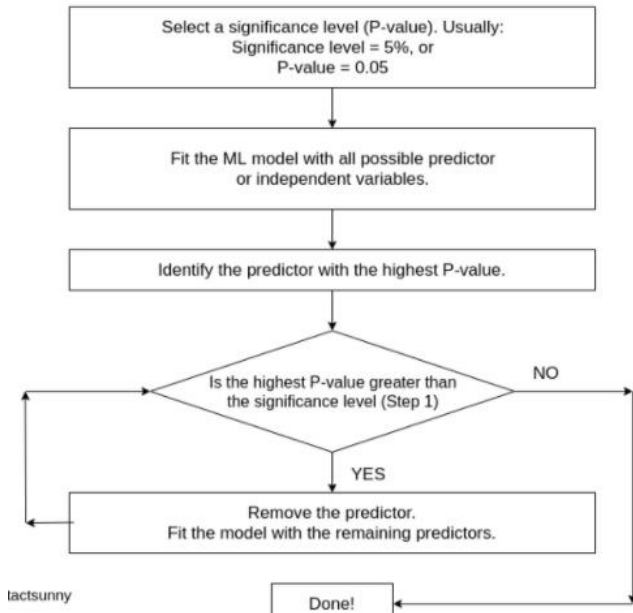 Select a significance level (P-value). Usually:
Significance level = 5%, or
P-value = 0.05
Fit the ML model with all possible predictor
or independent variables.
Identify the predictor with the highest P-value.
Is the highest P-value greater than
the significance level (Step 1)
NO
YES
Remove the predictor.
Fit the model with the remaining predictors.
tactsunny
Done!